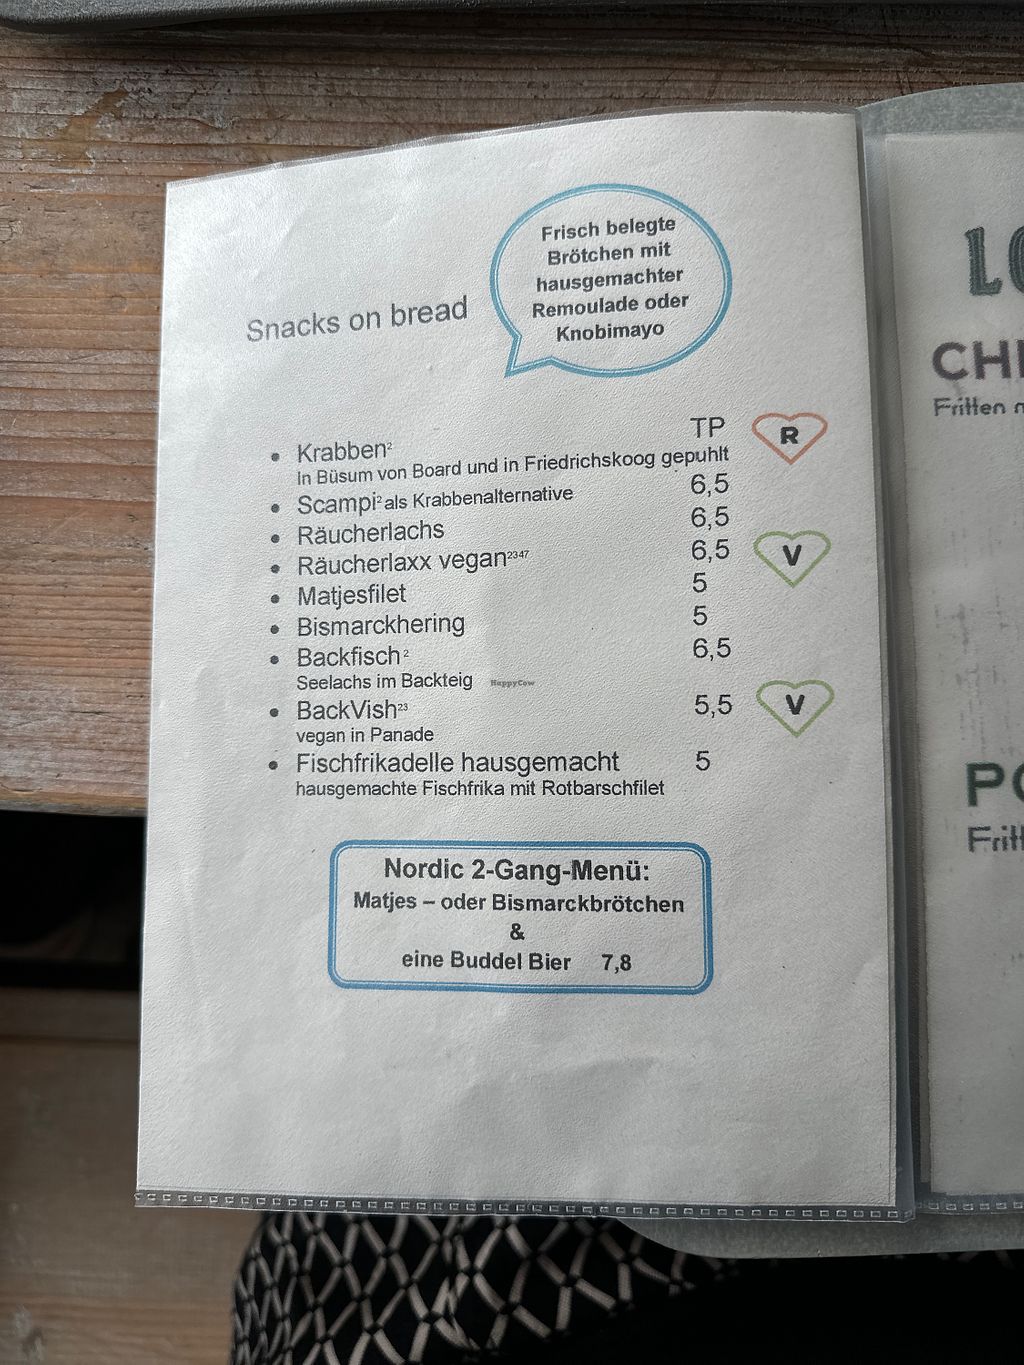 Snacks on bread
Frisch belegte
Brötchen mit
hausgemachter
Remoulade oder
Knobimayo
• Krabben² TP R
In Büsum von Board und in Friedrichskoog gepuhlt
• Scampi² als Krabbenalternative 6,5
• Räucherlachs 6,5
• Räucherlaxx vegan²³⁴⁷ 6,5 V
• Matjesfilet 5
• Bismarckhering 5
• Backfisch² 6,5
Seelachs im Backteig
HappyCow
• BackVish²³ 5,5 V
vegan in Panade
• Fischfrikadelle hausgemacht 5
hausgemachte Fischfrika mit Rotbarschfilet
Nordic 2-Gang-Menü:
Matjes – oder Bismarckbrötchen
&
eine Buddel Bier 7,8
CHI
Fritten
PO
Fritt